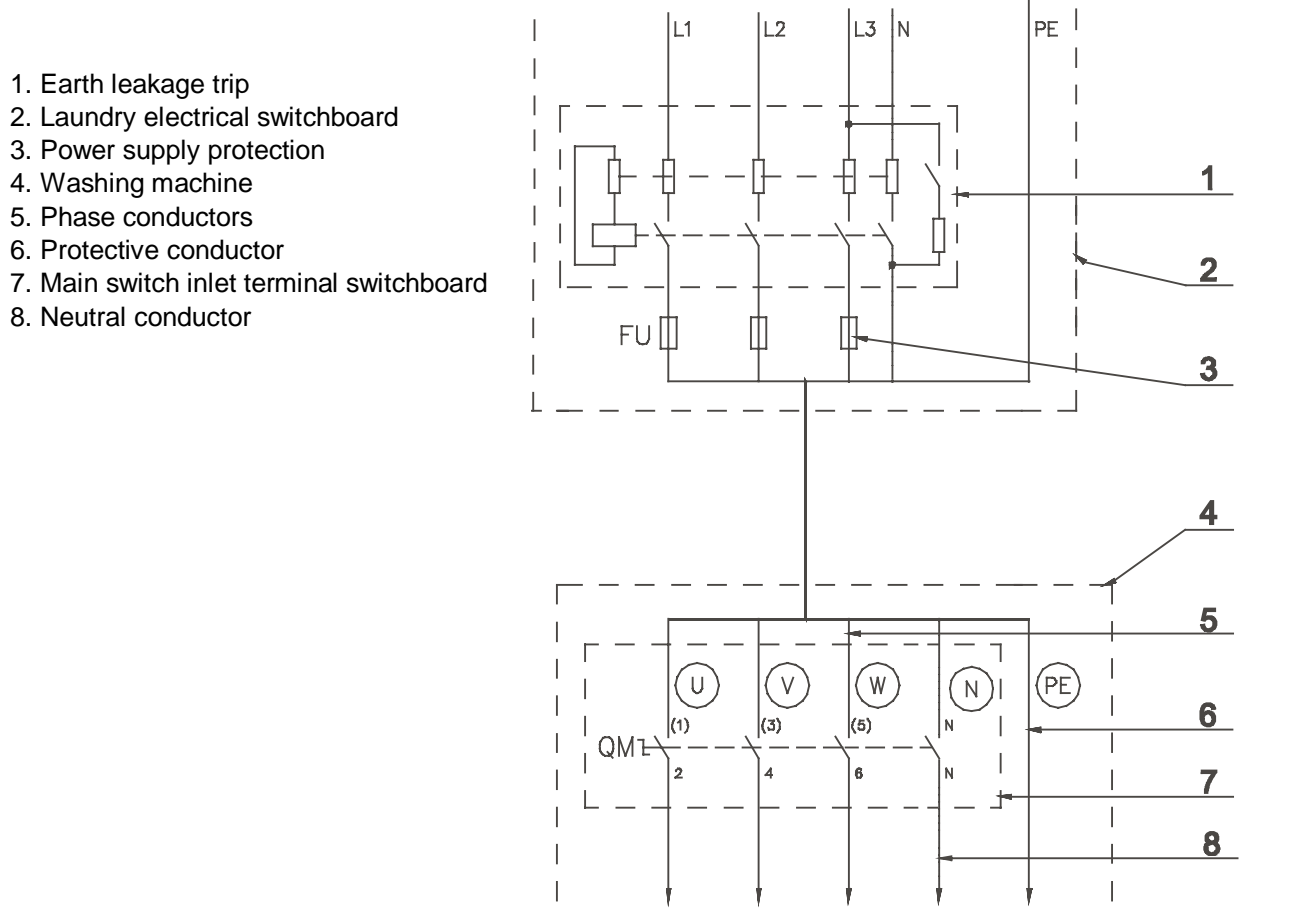 1. Earth leakage trip
2. Laundry electrical switchboard
3. Power supply protection
4. Washing machine
5. Phase conductors
6. Protective conductor
7. Main switch inlet terminal switchboard
8. Neutral conductor
L1 L2 L3 N PE
1
2
FU
3
4
5
U V W N PE
6
(1) (3) (5) N
QM
2 4 6 N
7
8